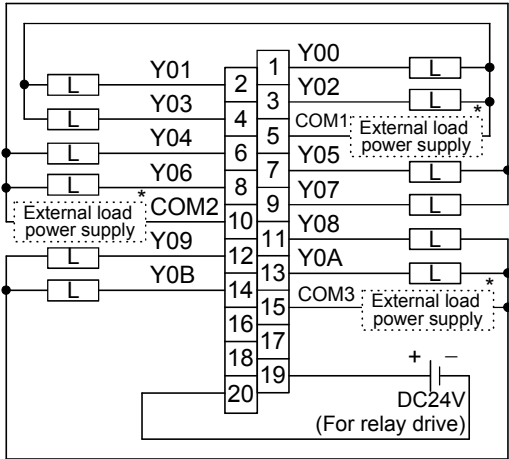 Y00
1
L
Y01
2
L
Y02
3
L
*
Y03
4
L
COM1
5
External load
power supply
Y04
6
L
Y05
7
L
Y06
8
L
*
Y07
9
L
COM2
10
External load
power supply
Y08
11
L
Y09
12
L
Y0A
13
L
*
Y0B
14
L
COM3
15
External load
power supply
16
17
18
19
+ −
20
DC24V
(For relay drive)